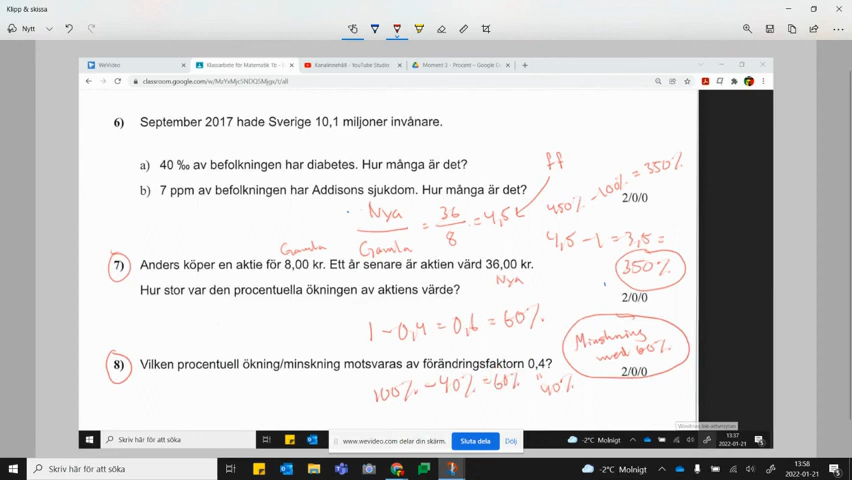 Klipp & skissa
Nytt
WeVideo
Klassarbete för Matematik 1b -
Kanalinnehåll - YouTube Studio
Moment 3 - Procent - Google D
classroom.google.com/w/MzYxMjc5NDQ5Mjgx/t/all
6) September 2017 hade Sverige 10,1 miljoner invånare.
a) 40 ‰ av befolkningen har diabetes. Hur många är det?
ff
450% - 100% = 350%
b) 7 ppm av befolkningen har Addisons sjukdom. Hur många är det?
2/0/0
Nya / Gamla = 36 / 8 = 4,5
4,5 - 1 = 3,5 =
350%
Gamla
7) Anders köper en aktie för 8,00 kr. Ett år senare är aktien värd 36,00 kr.
Nya
Hur stor var den procentuella ökningen av aktiens värde?
2/0/0
1 - 0,4 = 0,6 = 60%
Minskning
med 60%
8) Vilken procentuell ökning/minskning motsvaras av förändringsfaktorn 0,4?
2/0/0
100% - 40% = 60%
" 40%
Skriv här för att söka
www.wevideo.com delar din skärm.
Sluta dela
Dölj
-2°C Molnigt
13:37
2022-01-21
Skriv här för att söka
-2°C Molnigt
13:58
2022-01-21